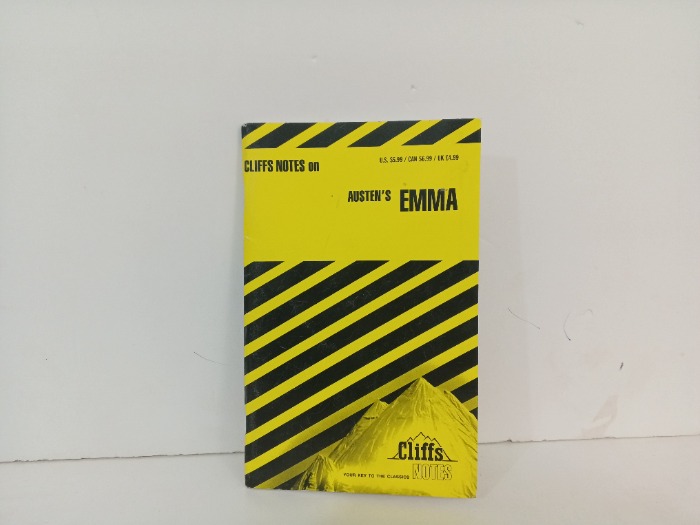 U.S. $5.99 / CAN $6.99 / UK £4.99
CLIFFS NOTES on
AUSTEN'S EMMA
Cliffs
NOTES
YOUR KEY TO THE CLASSICS